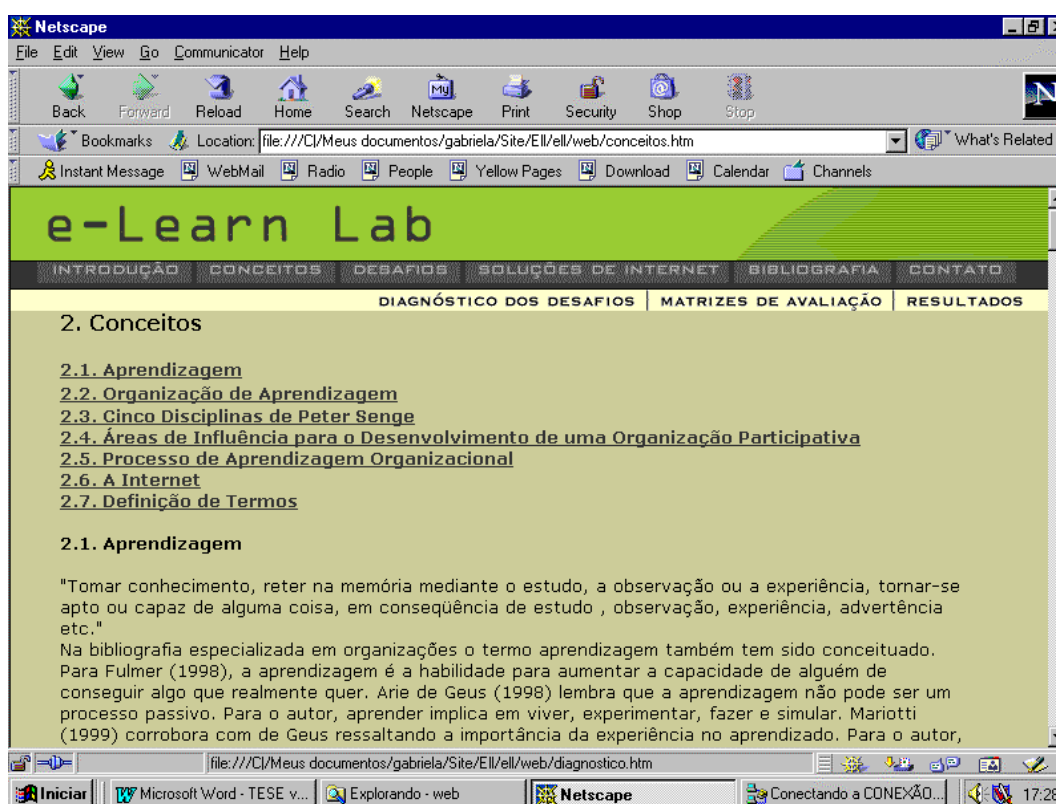 Netscape
File Edit View Go Communicator Help
Back Forward Reload Home Search Netscape Print Security Shop Stop
My
N
Bookmarks Location: file:///C|/Meus documentos/gabriela/Site/Ell/ell/web/conceitos.htm What's Related
Instant Message WebMail Radio People Yellow Pages Download Calendar Channels
e-Learn Lab
INTRODUÇÃO CONCEITOS DESAFIOS SOLUÇÕES DE INTERNET BIBLIOGRAFIA CONTATO
DIAGNÓSTICO DOS DESAFIOS | MATRIZES DE AVALIAÇÃO | RESULTADOS
2. Conceitos
2.1. Aprendizagem
2.2. Organização de Aprendizagem
2.3. Cinco Disciplinas de Peter Senge
2.4. Áreas de Influência para o Desenvolvimento de uma Organização Participativa
2.5. Processo de Aprendizagem Organizacional
2.6. A Internet
2.7. Definição de Termos
2.1. Aprendizagem
"Tomar conhecimento, reter na memória mediante o estudo, a observação ou a experiência, tornar-se
apto ou capaz de alguma coisa, em conseqüência de estudo , observação, experiência, advertência
etc."
Na bibliografia especializada em organizações o termo aprendizagem também tem sido conceituado.
Para Fulmer (1998), a aprendizagem é a habilidade para aumentar a capacidade de alguém de
conseguir algo que realmente quer. Arie de Geus (1998) lembra que a aprendizagem não pode ser um
processo passivo. Para o autor, aprender implica em viver, experimentar, fazer e simular. Mariotti
(1999) corrobora com de Geus ressaltando a importância da experiência no aprendizado. Para o autor,
file:///C|/Meus documentos/gabriela/Site/Ell/ell/web/diagnostico.htm
Iniciar Microsoft Word - TESE v... Explorando - web Netscape Conectando a CONEXÃO... 17:28